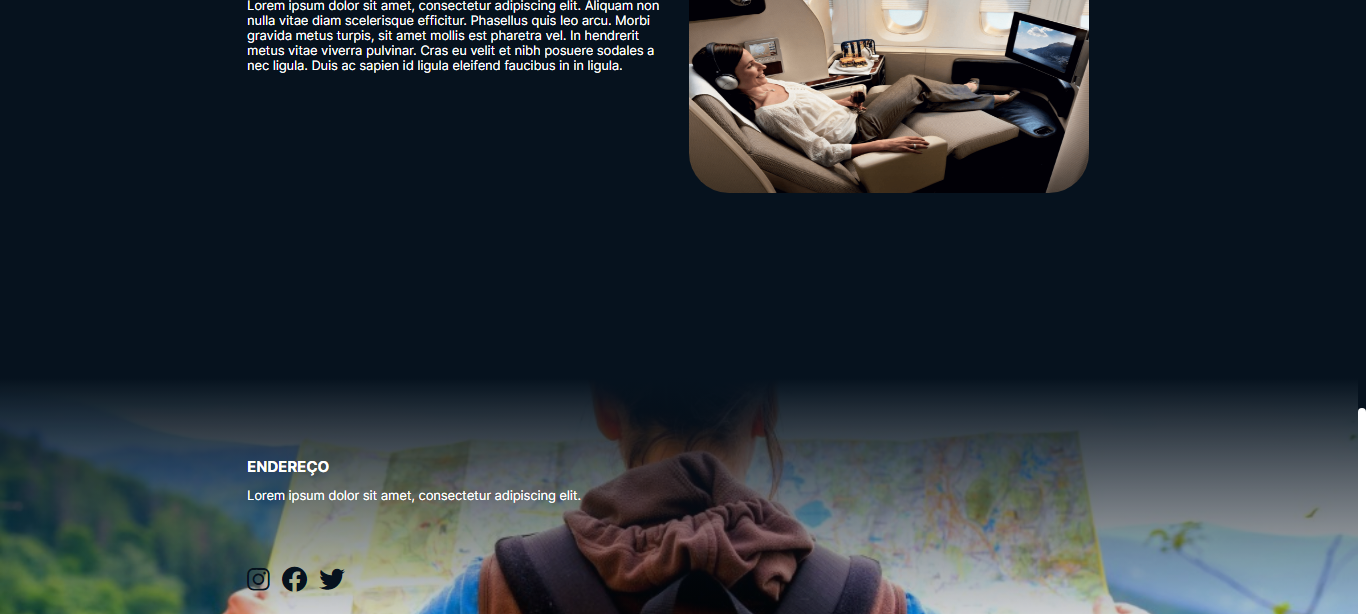 Lorem ipsum dolor sit amet, consectetur adipiscing elit. Aliquam non
nulla vitae diam scelerisque efficitur. Phasellus quis leo arcu. Morbi
gravida metus turpis, sit amet mollis est pharetra vel. In hendrerit
metus vitae viverra pulvinar. Cras eu velit et nibh posuere sodales a
nec ligula. Duis ac sapien id ligula eleifend faucibus in in ligula.
ENDEREÇO
Lorem ipsum dolor sit amet, consectetur adipiscing elit.